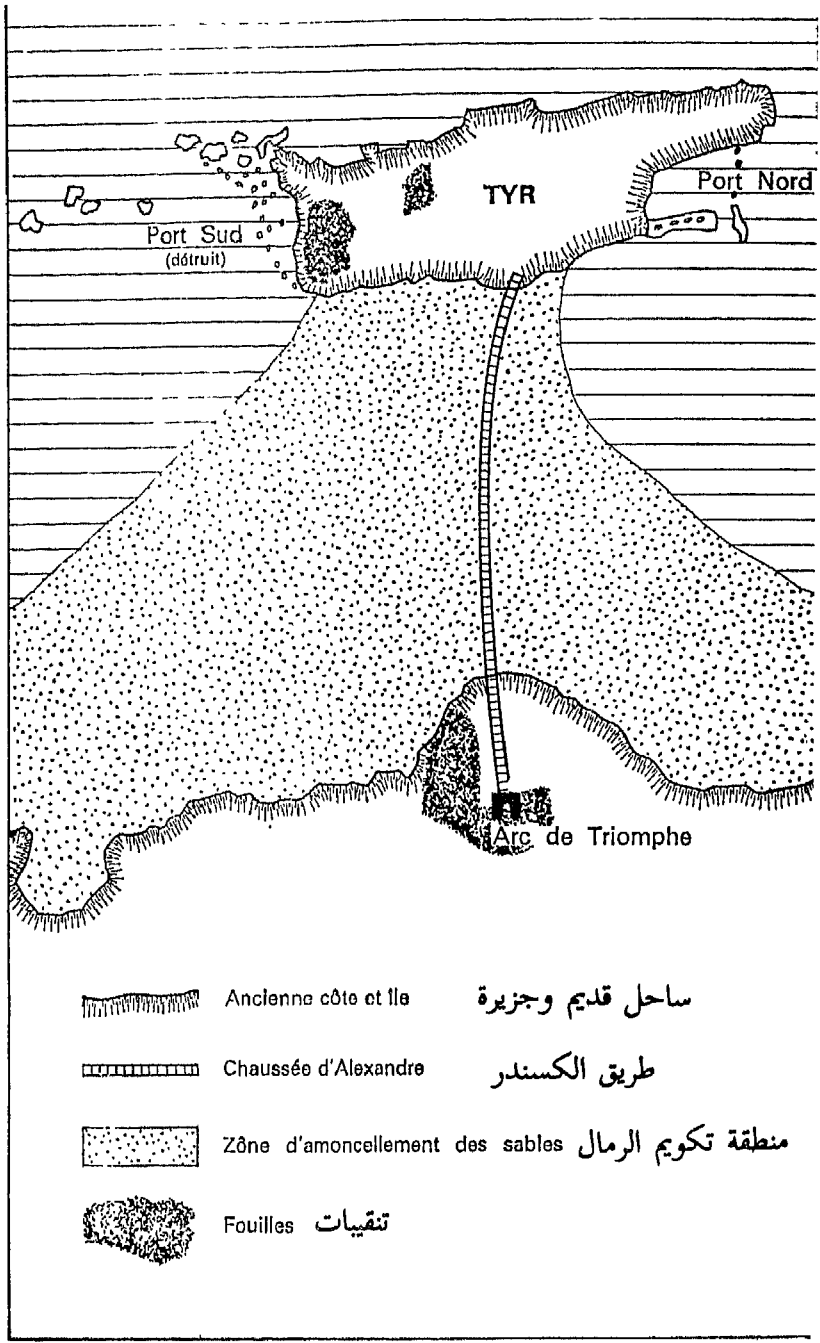 TYR
Port Nord
Port Sud
(détruit)
Arc de Triomphe
Ancienne côte et île ساحل قديم وجزيرة
Chaussée d'Alexandre طريق الكسندر
Zône d'amoncellement des sables منطقة تكويم الرمال
Fouilles تنقيبات